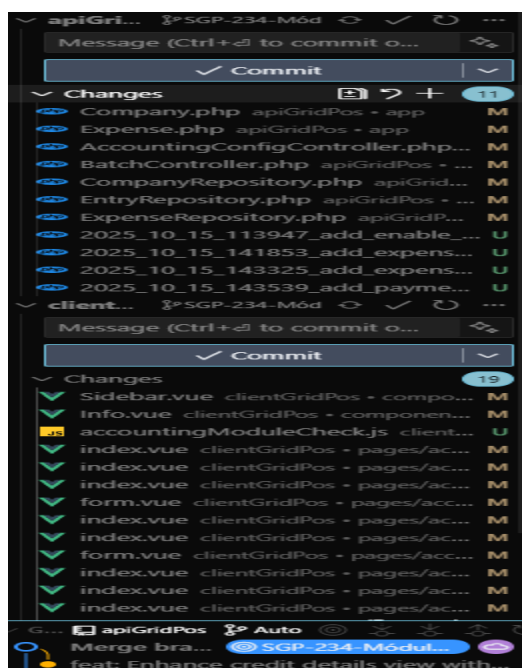 apiGri... SGP-234-Mód ...
Message (Ctrl+⏎ to commit o...
Commit
Changes 11
Company.php apiGridPos • app M
Expense.php apiGridPos • app M
AccountingConfigController.php... M
BatchController.php apiGridPos • ... M
CompanyRepository.php apiGrid... M
EntryRepository.php apiGridPos • ... M
ExpenseRepository.php apiGridP... M
2025_10_15_113947_add_enable_... U
2025_10_15_141853_add_expens... U
2025_10_15_143325_add_expens... U
2025_10_15_143539_add_payme... U
client... SGP-234-Mód ...
Message (Ctrl+⏎ to commit o...
Commit
Changes 19
Sidebar.vue clientGridPos • compo... M
Info.vue clientGridPos • componen... M
JS accountingModuleCheck.js client... U
index.vue clientGridPos • pages/ac... M
index.vue clientGridPos • pages/ac... M
form.vue clientGridPos • pages/acc... M
index.vue clientGridPos • pages/ac... M
index.vue clientGridPos • pages/ac... M
form.vue clientGridPos • pages/acc... M
index.vue clientGridPos • pages/ac... M
index.vue clientGridPos • pages/ac... M
index.vue clientGridPos • pages/ac... M
G... apiGridPos Auto
Merge bra... SGP-234-Módul...
feat: Enhance credit details view with...